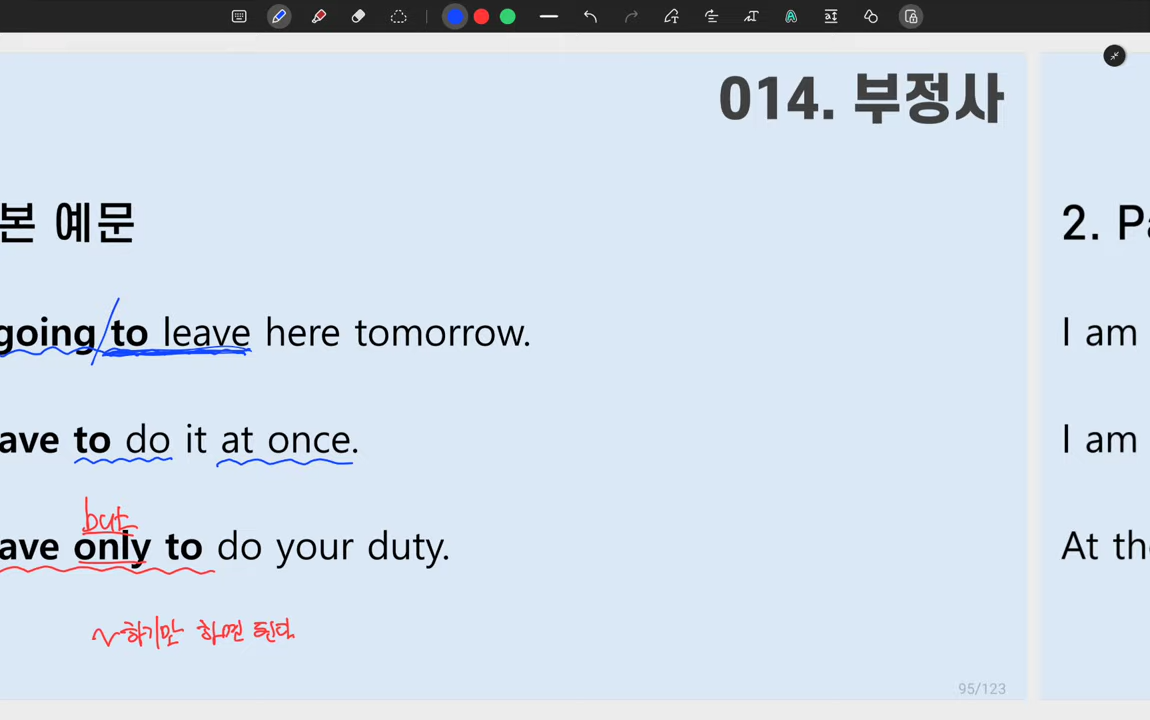 014. 부정사
본 예문
going to leave here tomorrow.
ave to do it at once.
but
ave only to do your duty.
~하기만 하면 된다
95/123
2. Pa
I am
I am
At the